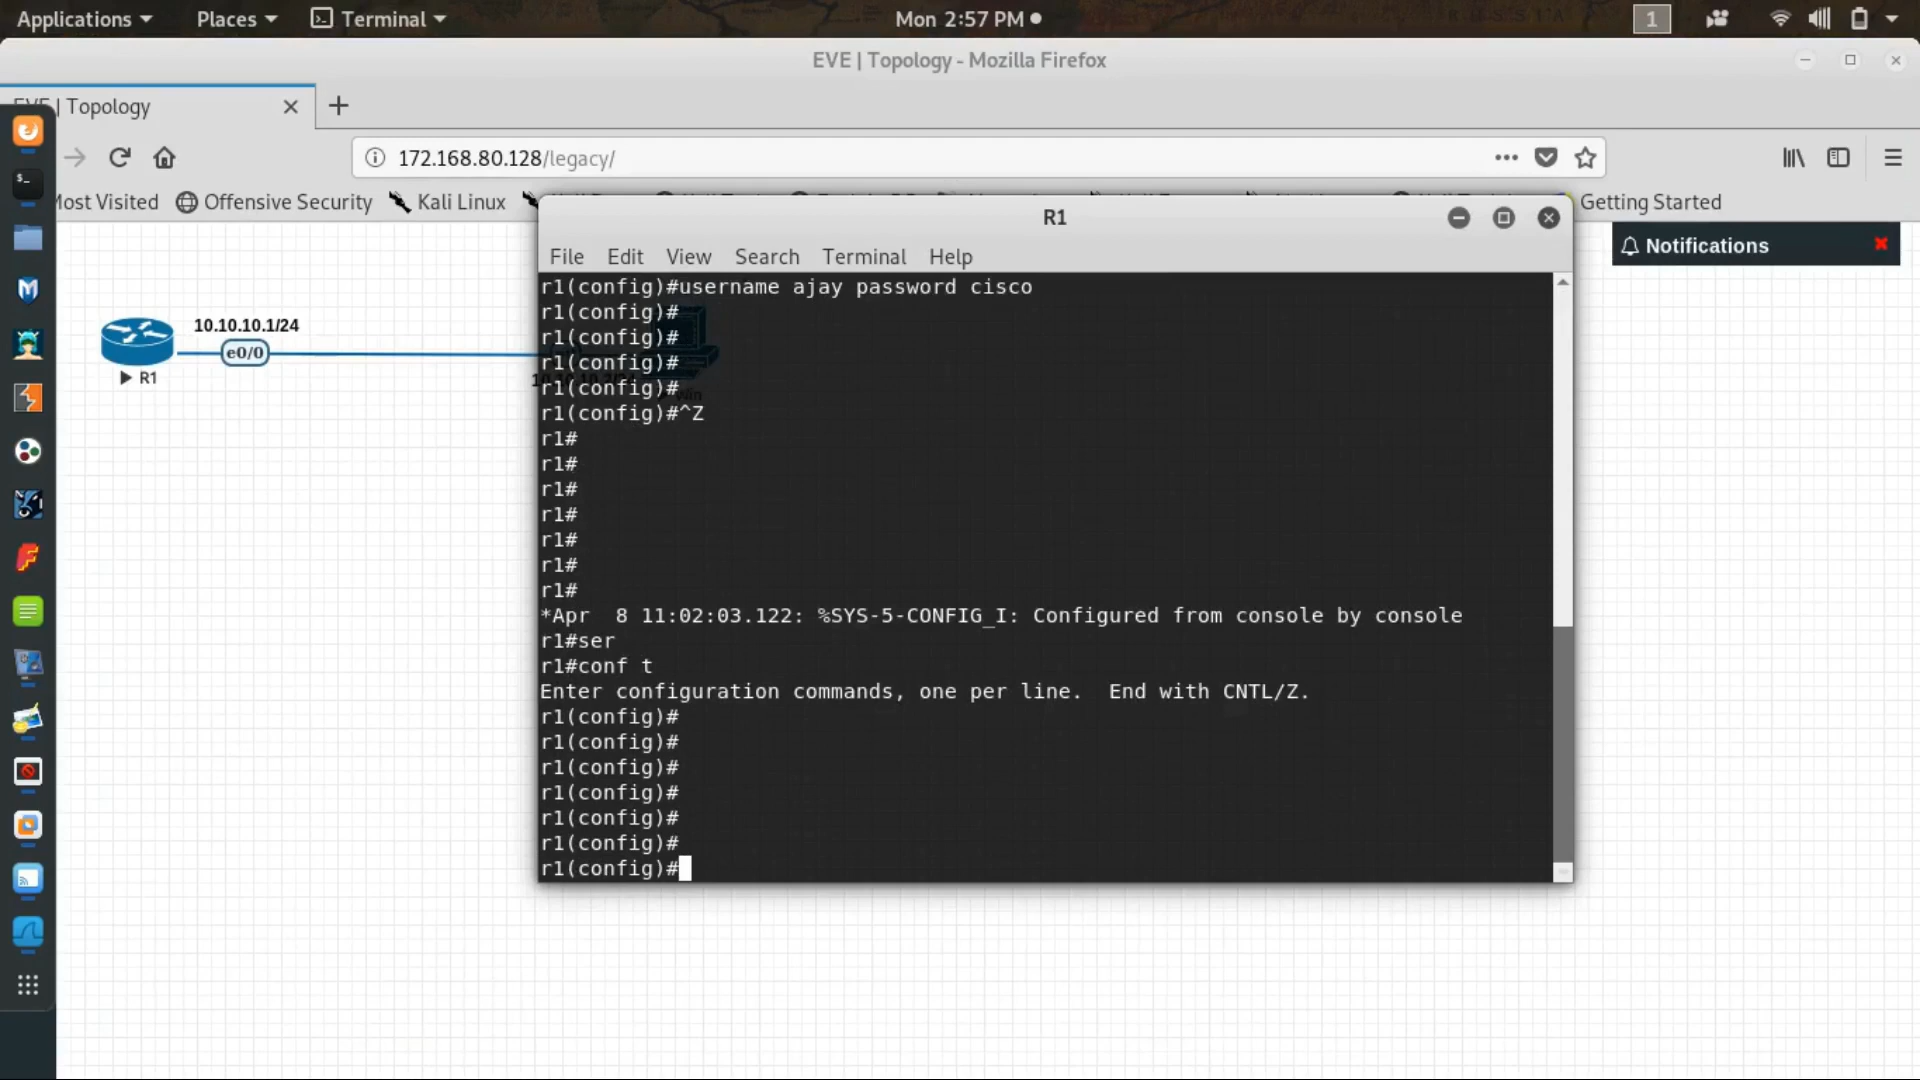 Applications Places Terminal Mon 2:57 PM 1
EVE | Topology - Mozilla Firefox
EVE | Topology
172.168.80.128/legacy/
Most Visited Offensive Security Kali Linux Getting Started
R1
Notifications
File Edit View Search Terminal Help
10.10.10.1/24
e0/0
R1
r1(config)#username ajay password cisco
r1(config)#
r1(config)#
r1(config)#
r1(config)#
r1(config)#^Z
r1#
r1#
r1#
r1#
r1#
r1#
r1#
*Apr  8 11:02:03.122: %SYS-5-CONFIG_I: Configured from console by console
r1#ser
r1#conf t
Enter configuration commands, one per line.  End with CNTL/Z.
r1(config)#
r1(config)#
r1(config)#
r1(config)#
r1(config)#
r1(config)#
r1(config)#